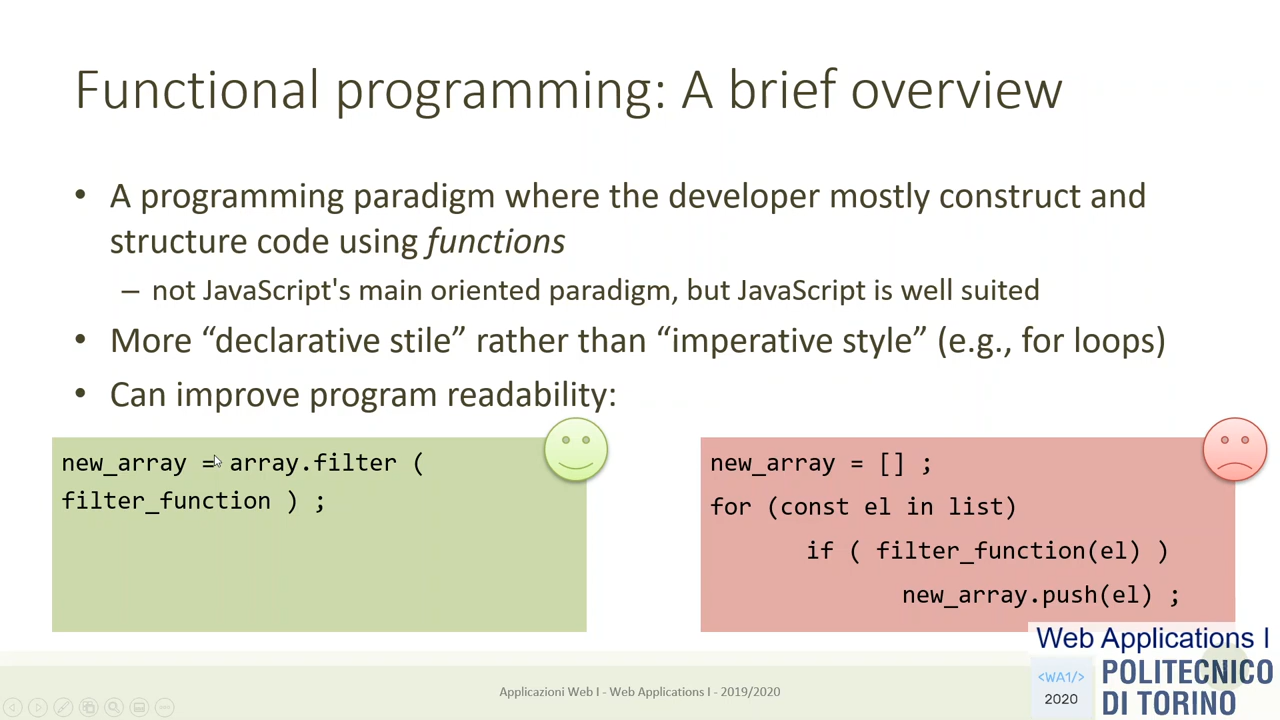 Functional programming: A brief overview
• A programming paradigm where the developer mostly construct and
structure code using functions
– not JavaScript's main oriented paradigm, but JavaScript is well suited
• More “declarative stile” rather than “imperative style” (e.g., for loops)
• Can improve program readability:
new_array = array.filter (
filter_function ) ;
new_array = [] ;
for (const el in list)
if ( filter_function(el) )
new_array.push(el) ;
Web Applications I
Applicazioni Web I - Web Applications I - 2019/2020
<WA1/>
2020
POLITECNICO
DI TORINO